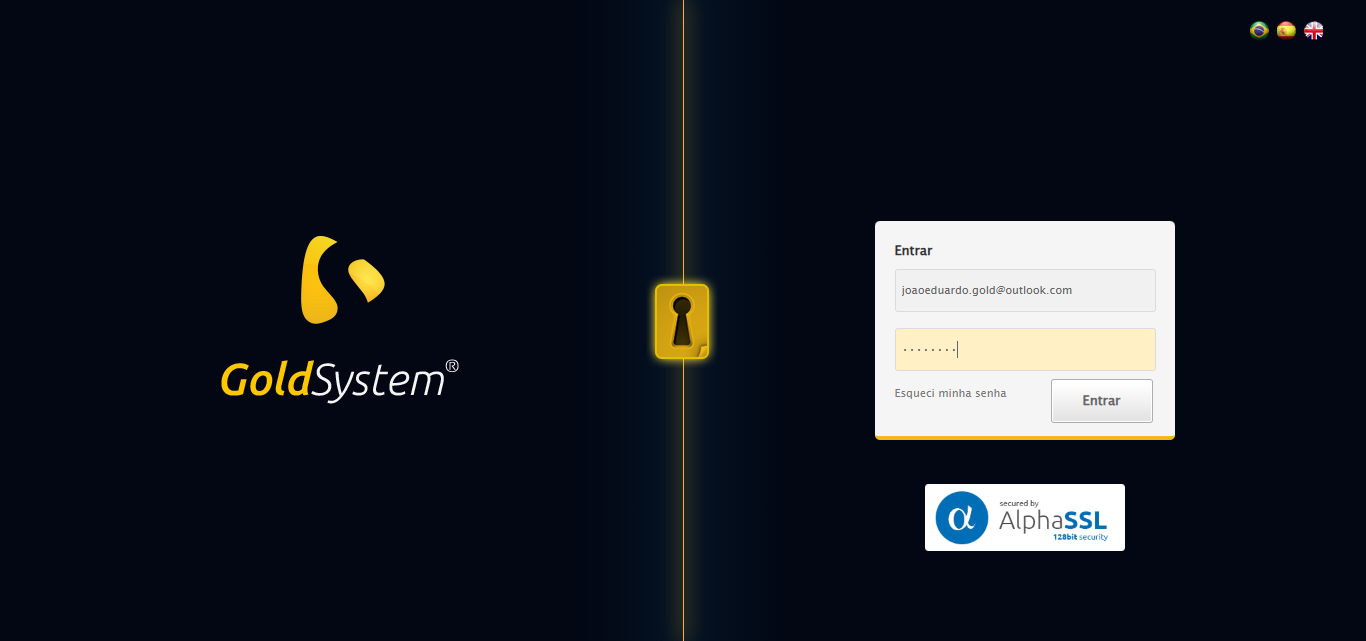 GoldSystem®
Entrar
joaoeduardo.gold@outlook.com
········
Esqueci minha senha
Entrar
secured by
α AlphaSSL
128bit security